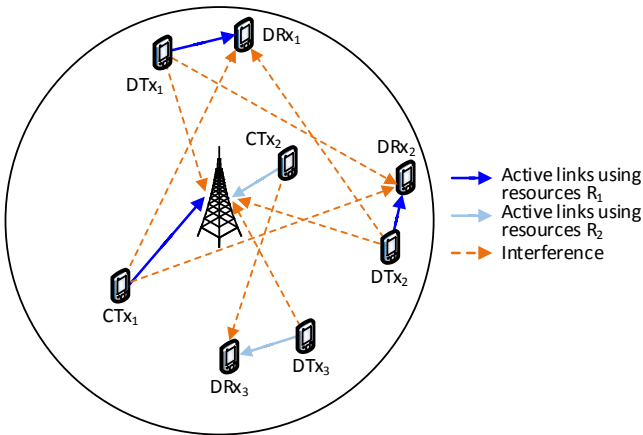 DRx₁
DTx₁
CTx₂
DRx₂
DTx₂
CTx₁
DTx₃
DRx₃
Active links using
resources R₁
Active links using
resources R₂
Interference